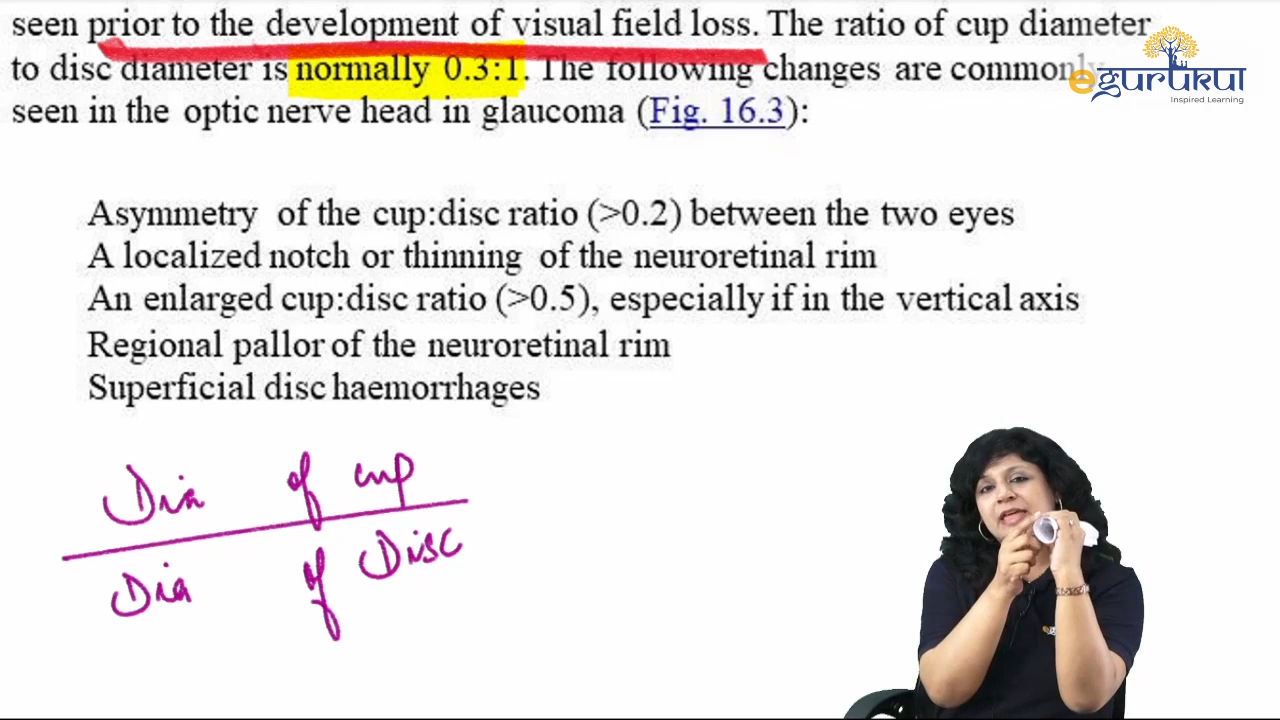 seen prior to the development of visual field loss. The ratio of cup diameter
to disc diameter is normally 0.3:1. The following changes are commonly
seen in the optic nerve head in glaucoma (Fig. 16.3):
eGurukul
Inspired Learning
Asymmetry of the cup:disc ratio (>0.2) between the two eyes
A localized notch or thinning of the neuroretinal rim
An enlarged cup:disc ratio (>0.5), especially if in the vertical axis
Regional pallor of the neuroretinal rim
Superficial disc haemorrhages
Dia of cup
Dia of Disc